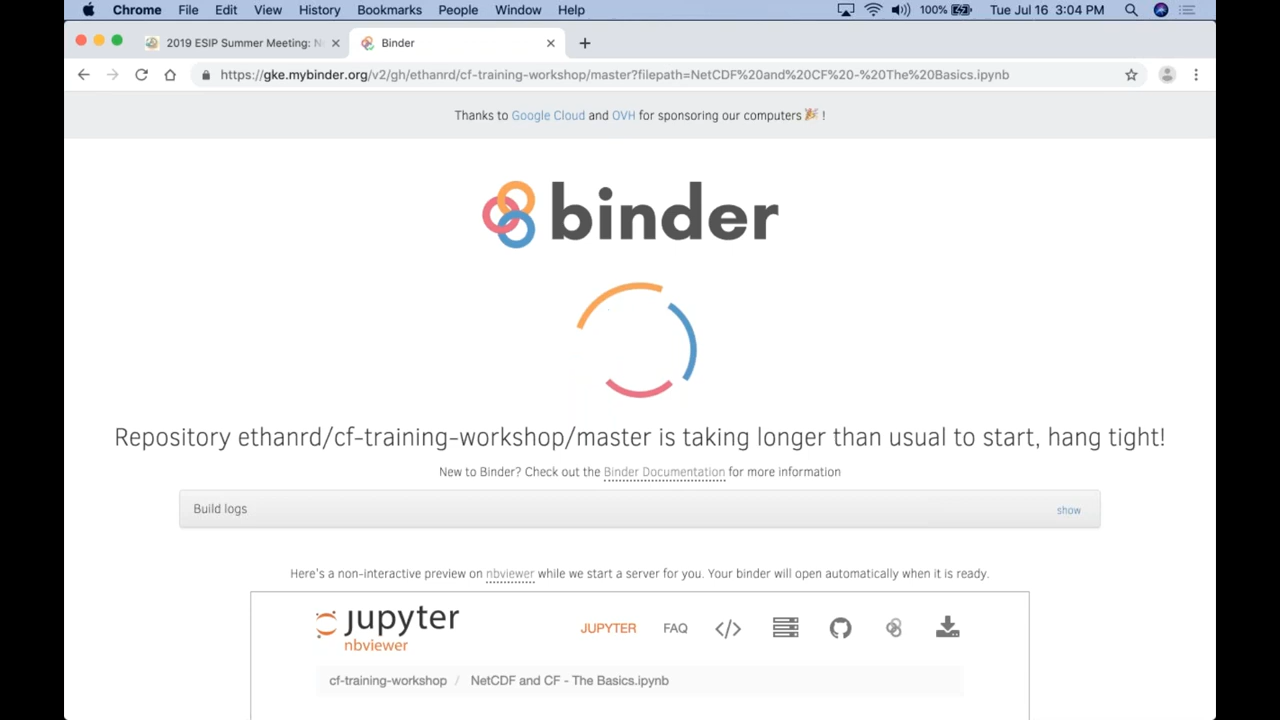 Chrome File Edit View History Bookmarks People Window Help 100% Tue Jul 16 3:04 PM
2019 ESIP Summer Meeting: N
Binder
https://gke.mybinder.org/v2/gh/ethanrd/cf-training-workshop/master?filepath=NetCDF%20and%20CF%20-%20The%20Basics.ipynb
Thanks to Google Cloud and OVH for sponsoring our computers 🎉 !
binder
Repository ethanrd/cf-training-workshop/master is taking longer than usual to start, hang tight!
New to Binder? Check out the Binder Documentation for more information
Build logs show
Here's a non-interactive preview on nbviewer while we start a server for you. Your binder will open automatically when it is ready.
jupyter
nbviewer
JUPYTER FAQ </>
cf-training-workshop / NetCDF and CF - The Basics.ipynb